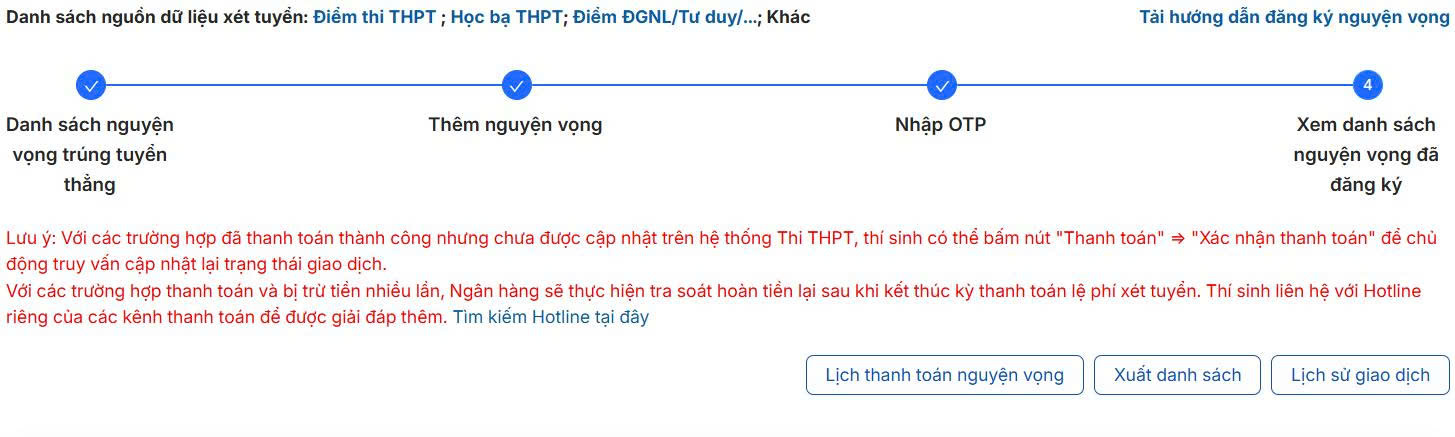 Danh sách nguồn dữ liệu xét tuyển: Điểm thi THPT ; Học bạ THPT; Điểm ĐGNL/Tư duy/...; Khác
Tải hướng dẫn đăng ký nguyện vọng
4
Danh sách nguyện
vọng trúng tuyển
thẳng
Thêm nguyện vọng
Nhập OTP
Xem danh sách
nguyện vọng đã
đăng ký
Lưu ý: Với các trường hợp đã thanh toán thành công nhưng chưa được cập nhật trên hệ thống Thi THPT, thí sinh có thể bấm nút "Thanh toán" => "Xác nhận thanh toán" để chủ
động truy vấn cập nhật lại trạng thái giao dịch.
Với các trường hợp thanh toán và bị trừ tiền nhiều lần, Ngân hàng sẽ thực hiện tra soát hoàn tiền lại sau khi kết thúc kỳ thanh toán lệ phí xét tuyển. Thí sinh liên hệ với Hotline
riêng của các kênh thanh toán để được giải đáp thêm. Tìm kiếm Hotline tại đây
Lịch thanh toán nguyện vọng
Xuất danh sách
Lịch sử giao dịch